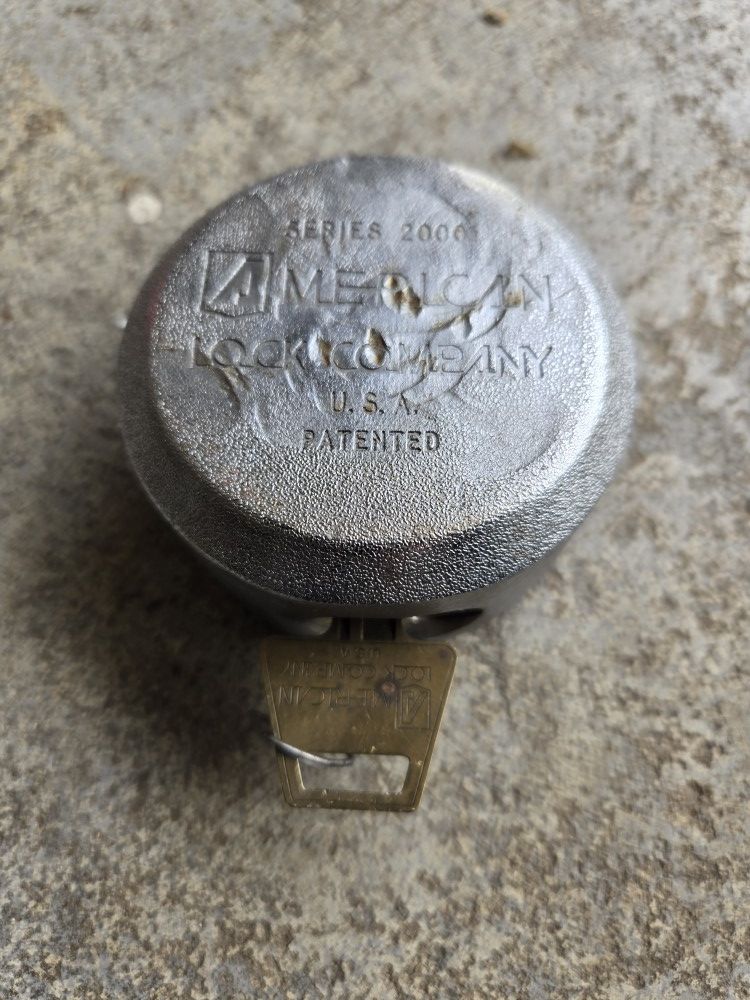 SERIES 2000
AMERICAN
LOCK COMPANY
U.S.A.
PATENTED
AMERICAN
LOCK COMPANY
U.S.A.